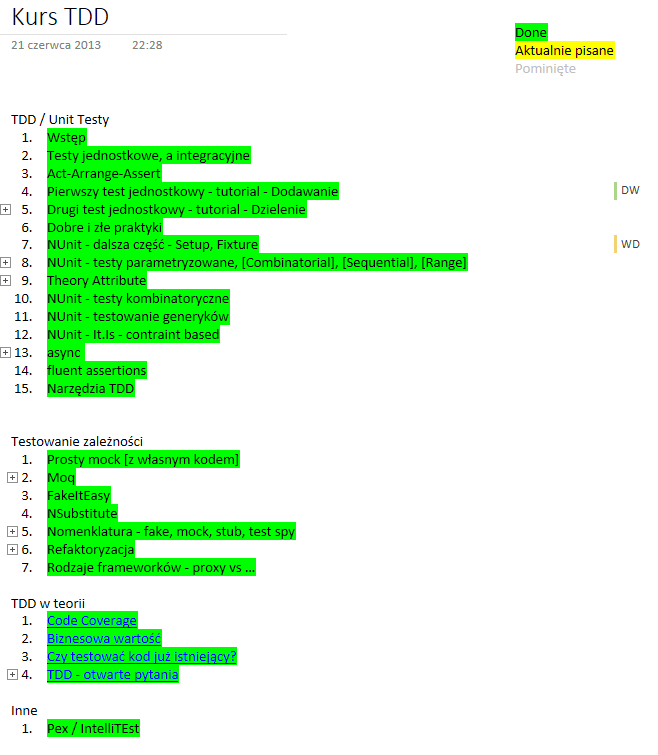 Kurs TDD
21 czerwca 2013 22:28
Done
Aktualnie pisane
Pominięte
TDD / Unit Testy
1. Wstęp
2. Testy jednostkowe, a integracyjne
3. Act-Arrange-Assert
4. Pierwszy test jednostkowy - tutorial - Dodawanie
DW
5. Drugi test jednostkowy - tutorial - Dzielenie
6. Dobre i złe praktyki
7. NUnit - dalsza część - Setup, Fixture
WD
8. NUnit - testy parametryzowane, [Combinatorial], [Sequential], [Range]
9. Theory Attribute
10. NUnit - testy kombinatoryczne
11. NUnit - testowanie generyków
12. NUnit - It.Is - contraint based
13. async
14. fluent assertions
15. Narzędzia TDD
Testowanie zależności
1. Prosty mock [z własnym kodem]
2. Moq
3. FakeItEasy
4. NSubstitute
5. Nomenklatura - fake, mock, stub, test spy
6. Refaktoryzacja
7. Rodzaje frameworków - proxy vs ...
TDD w teorii
1. Code Coverage
2. Biznesowa wartość
3. Czy testować kod już istniejący?
4. TDD - otwarte pytania
Inne
1. Pex / IntelliTEst